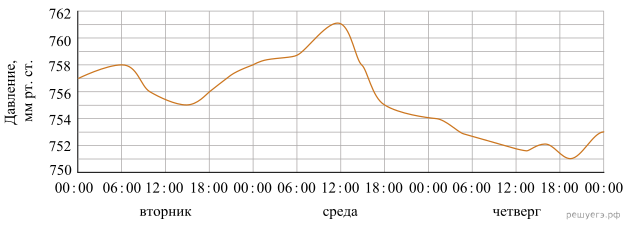 Давление,
мм рт. ст.
762
760
758
756
754
752
750
00:00 06:00 12:00 18:00 00:00 06:00 12:00 18:00 00:00 06:00 12:00 18:00 00:00
вторник среда четверг
решуегэ.рф